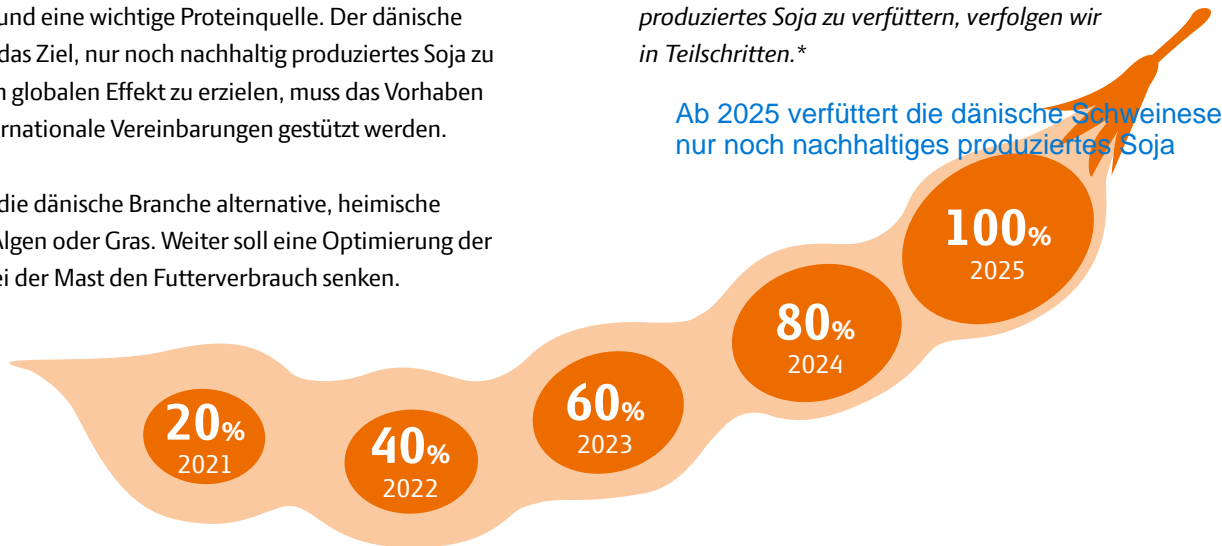 und eine wichtige Proteinquelle. Der dänische
das Ziel, nur noch nachhaltig produziertes Soja zu
globalen Effekt zu erzielen, muss das Vorhaben
ernationale Vereinbarungen gestützt werden.
die dänische Branche alternative, heimische
Algen oder Gras. Weiter soll eine Optimierung der
ei der Mast den Futterverbrauch senken.
produziertes Soja zu verfüttern, verfolgen wir
in Teilschritten.*
Ab 2025 verfüttert die dänische Schweinese
nur noch nachhaltiges produziertes Soja
20%
2021
40%
2022
60%
2023
80%
2024
100%
2025